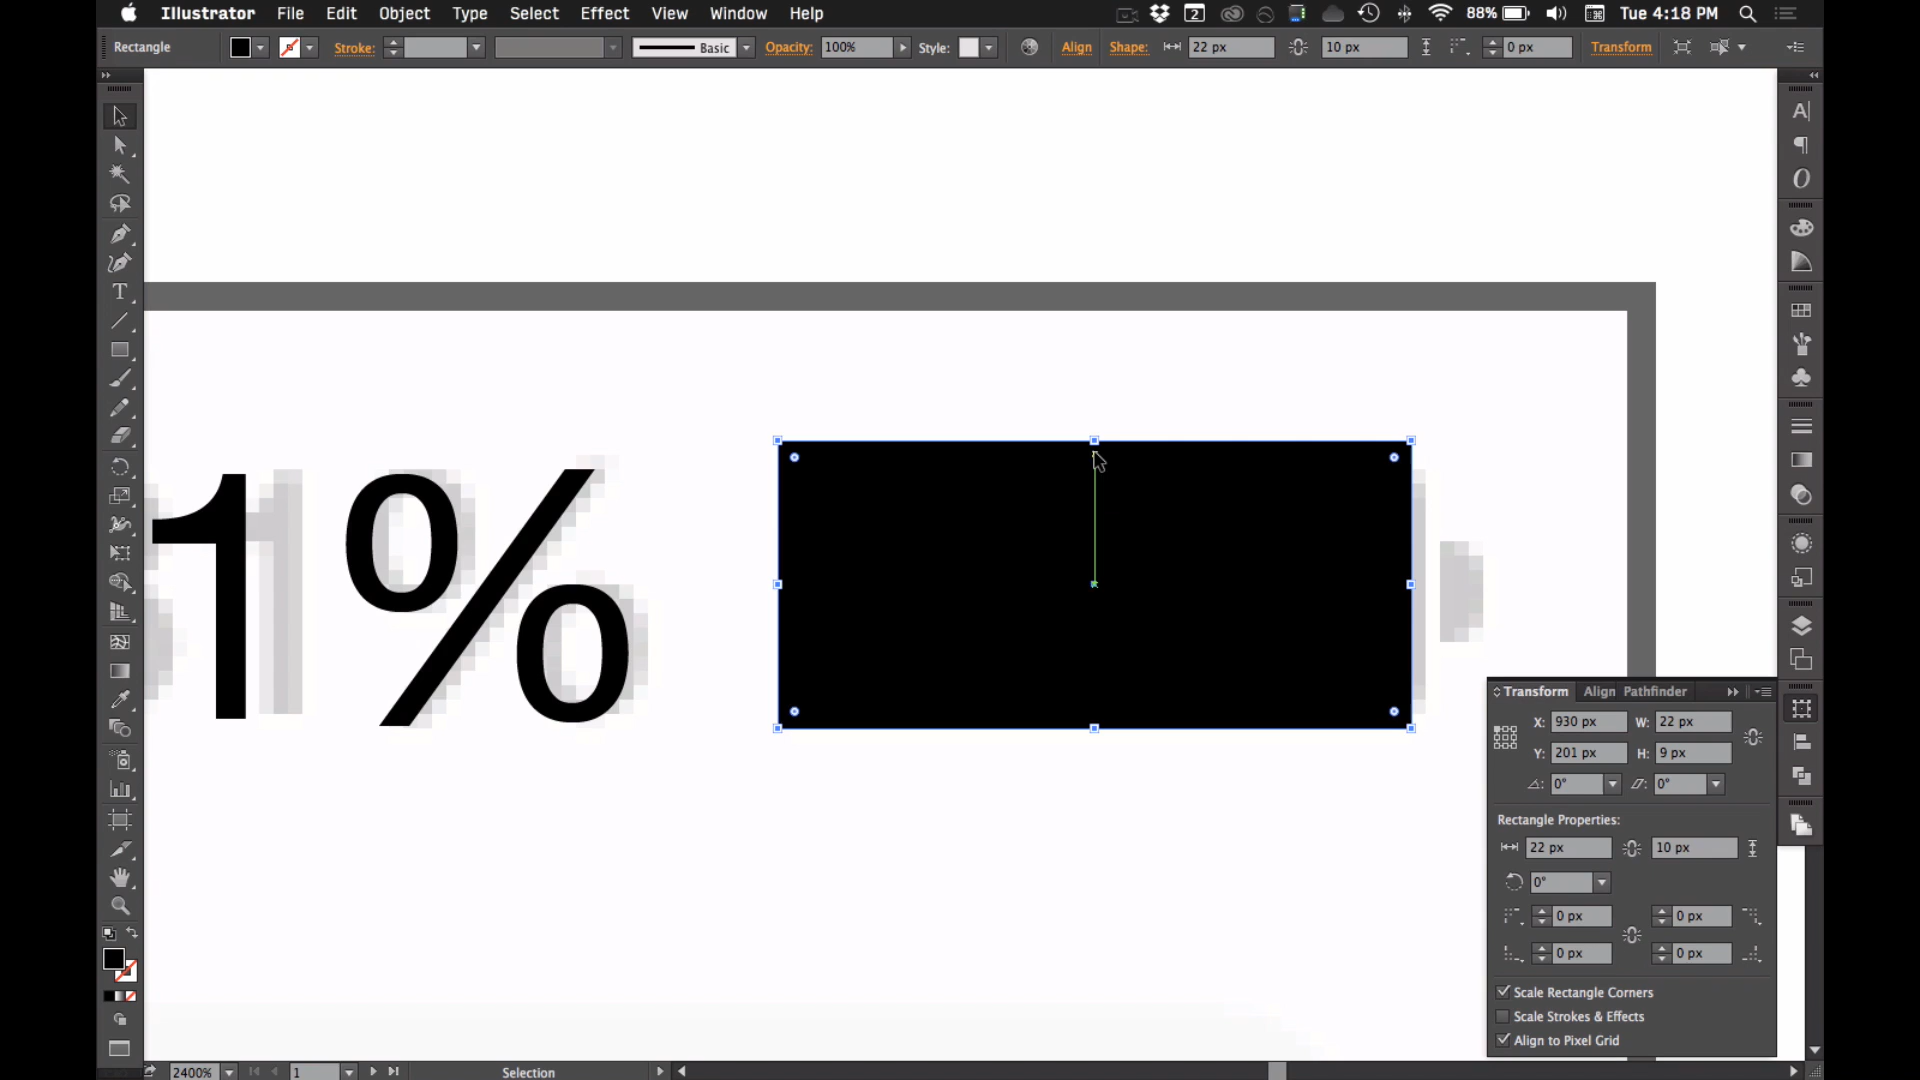 Illustrator File Edit Object Type Select Effect View Window Help 2 88% Tue 4:18 PM
Rectangle Stroke: Basic Opacity: 100% Style: Align Shape: 22 px 10 px 0 px Transform
1%
Transform Align Pathfinder
X: 930 px W: 22 px
Y: 201 px H: 9 px
0° 0°
Rectangle Properties:
22 px 10 px
0°
0 px 0 px
0 px 0 px
Scale Rectangle Corners
Scale Strokes & Effects
Align to Pixel Grid
2400% 1 Selection